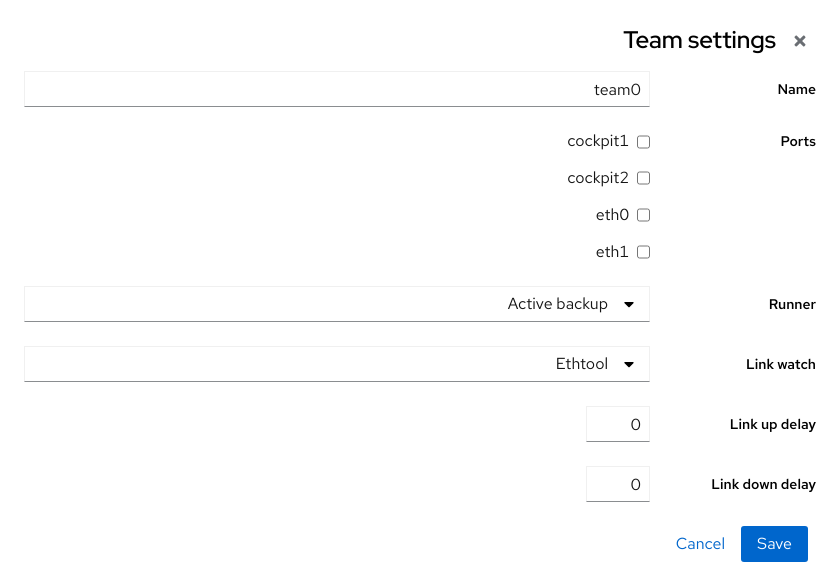 Team settings
Name
team0
Ports
cockpit1
cockpit2
eth0
eth1
Runner
Active backup
Link watch
Ethtool
Link up delay
0
Link down delay
0
Save
Cancel